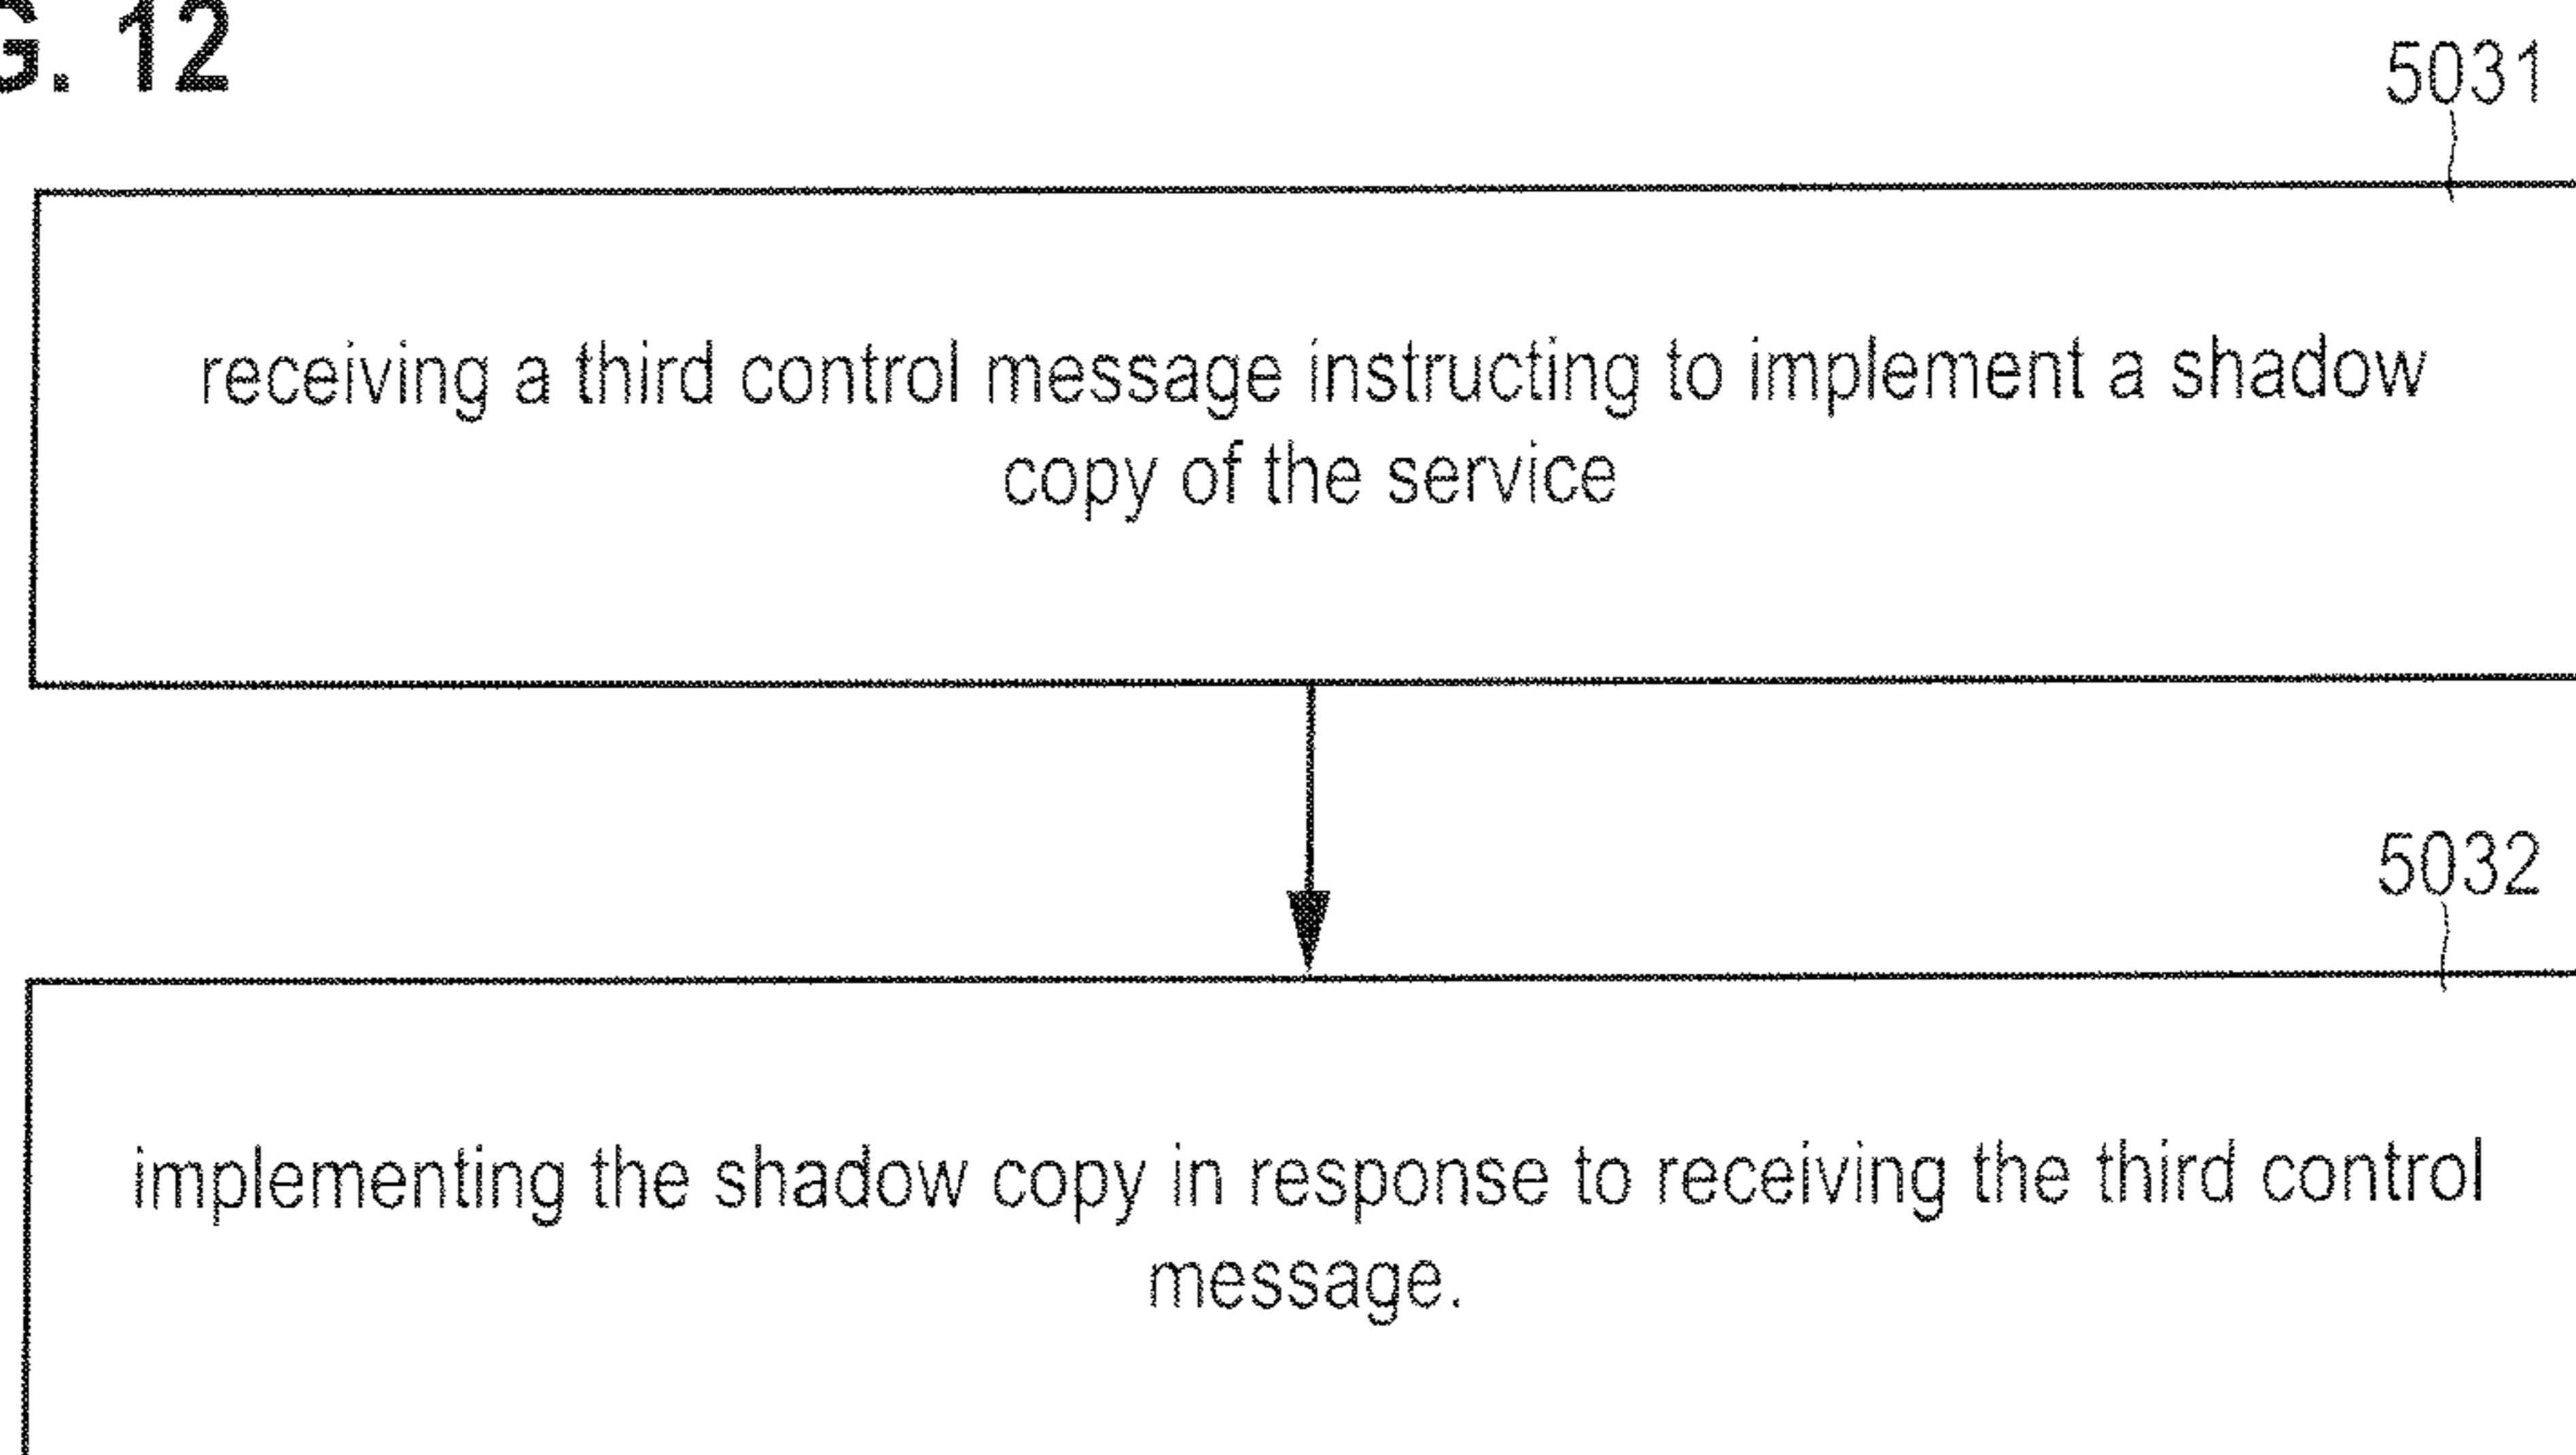 G. 12
5031
receiving a third control message instructing to implement a shadow
copy of the service
5032
implementing the shadow copy in response to receiving the third control
message.